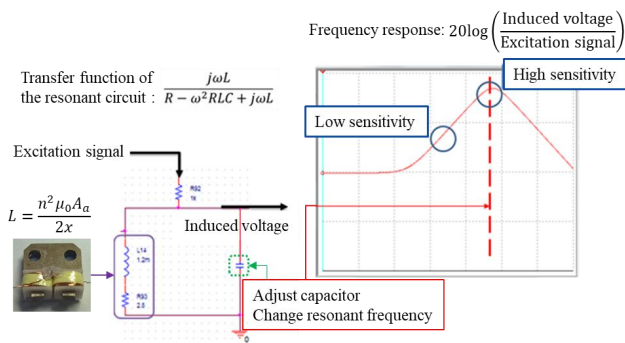 Frequency response: 20log(Induced voltage/Excitation signal)
High sensitivity
Transfer function of
the resonant circuit : jωL/(R − ω²RLC + jωL)
Low sensitivity
Excitation signal
R92
1k
L = n²μ₀Aₐ/2x
Induced voltage
L14
1.2m
R93
2.8
Adjust capacitor
Change resonant frequency
0